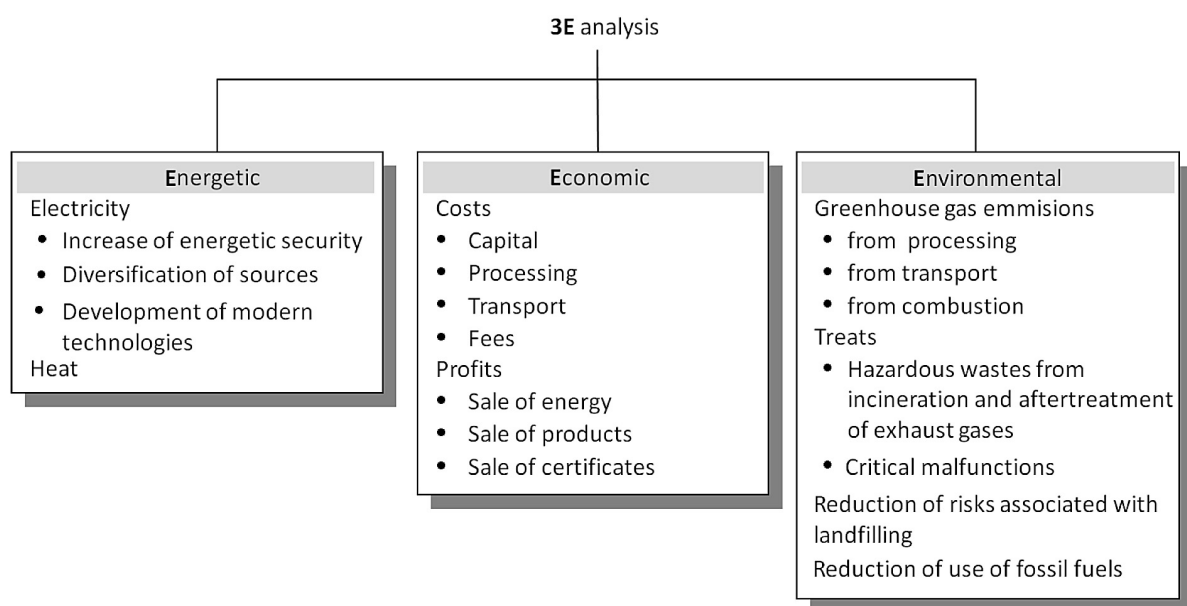 3E analysis
Energetic
Electricity
• Increase of energetic security
• Diversification of sources
• Development of modern
technologies
Heat
Economic
Costs
• Capital
• Processing
• Transport
• Fees
Profits
• Sale of energy
• Sale of products
• Sale of certificates
Environmental
Greenhouse gas emmisions
• from processing
• from transport
• from combustion
Treats
• Hazardous wastes from
incineration and aftertreatment
of exhaust gases
• Critical malfunctions
Reduction of risks associated with
landfilling
Reduction of use of fossil fuels